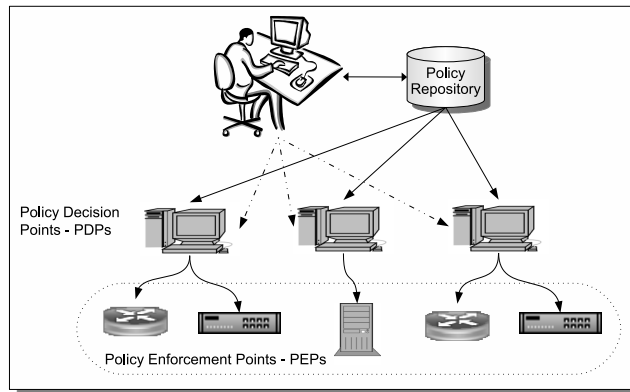 Policy
Repository
Policy Decision
Points - PDPs
Policy Enforcement Points - PEPs